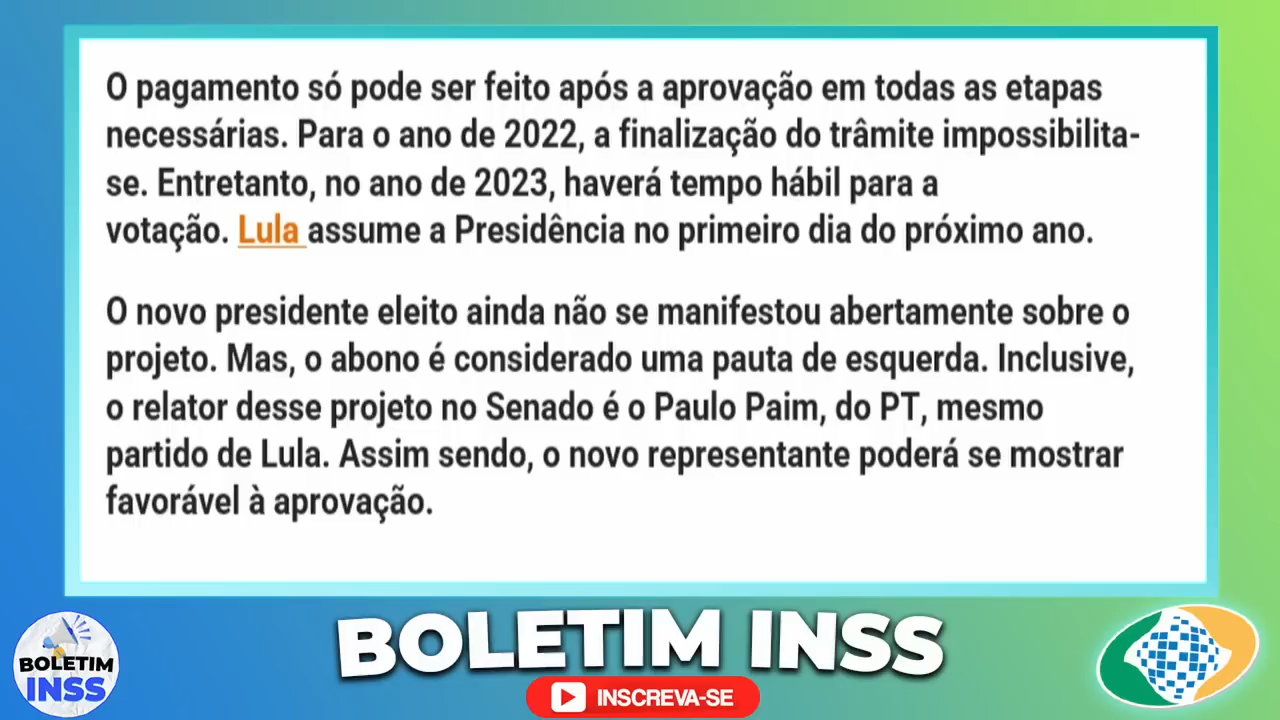 O pagamento só pode ser feito após a aprovação em todas as etapas
necessárias. Para o ano de 2022, a finalização do trâmite impossibilita-
se. Entretanto, no ano de 2023, haverá tempo hábil para a
votação. Lula assume a Presidência no primeiro dia do próximo ano.
O novo presidente eleito ainda não se manifestou abertamente sobre o
projeto. Mas, o abono é considerado uma pauta de esquerda. Inclusive,
o relator desse projeto no Senado é o Paulo Paim, do PT, mesmo
partido de Lula. Assim sendo, o novo representante poderá se mostrar
favorável à aprovação.
BOLETIM
INSS
BOLETIM INSS
INSCREVA-SE